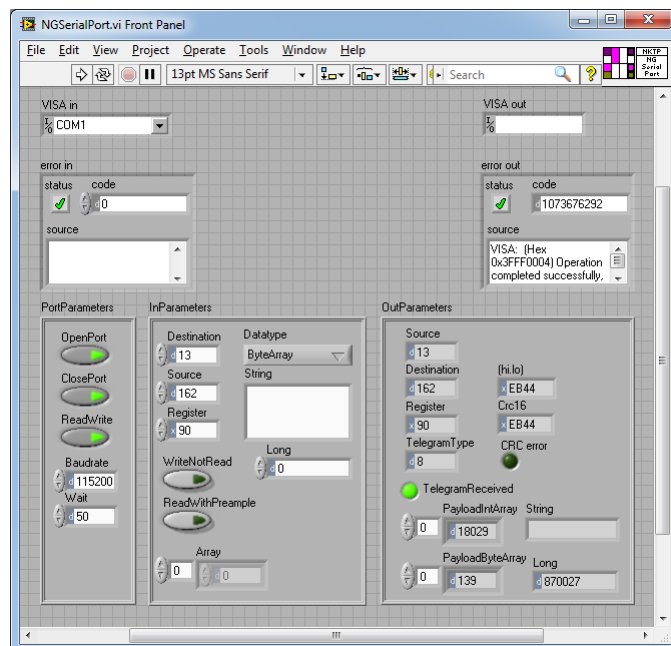 NGSerialPort.vi Front Panel
File Edit View Project Operate Tools Window Help
13pt MS Sans Serif
Search
NKTP
NG
Serial
Port
VISA in
COM1
VISA out
error in
status code
0
source
error out
status code
d 1073676292
source
VISA: (Hex
0x3FFF0004) Operation
completed successfully,
PortParameters
OpenPort
ClosePort
ReadWrite
Baudrate
d 115200
Wait
d 50
InParameters
Destination
d 13
Source
d 162
Register
x 90
WriteNotRead
ReadWithPreample
Array
0
d 0
Datatype
ByteArray
String
Long
d 0
OutParameters
Source
d 13
Destination
d 162
Register
x 90
TelegramType
d 8
(hi.lo)
x EB44
Crc16
x EB44
CRC error
TelegramReceived
PayloadIntArray
0
d 18029
String
PayloadByteArray
0
d 139
Long
d 870027